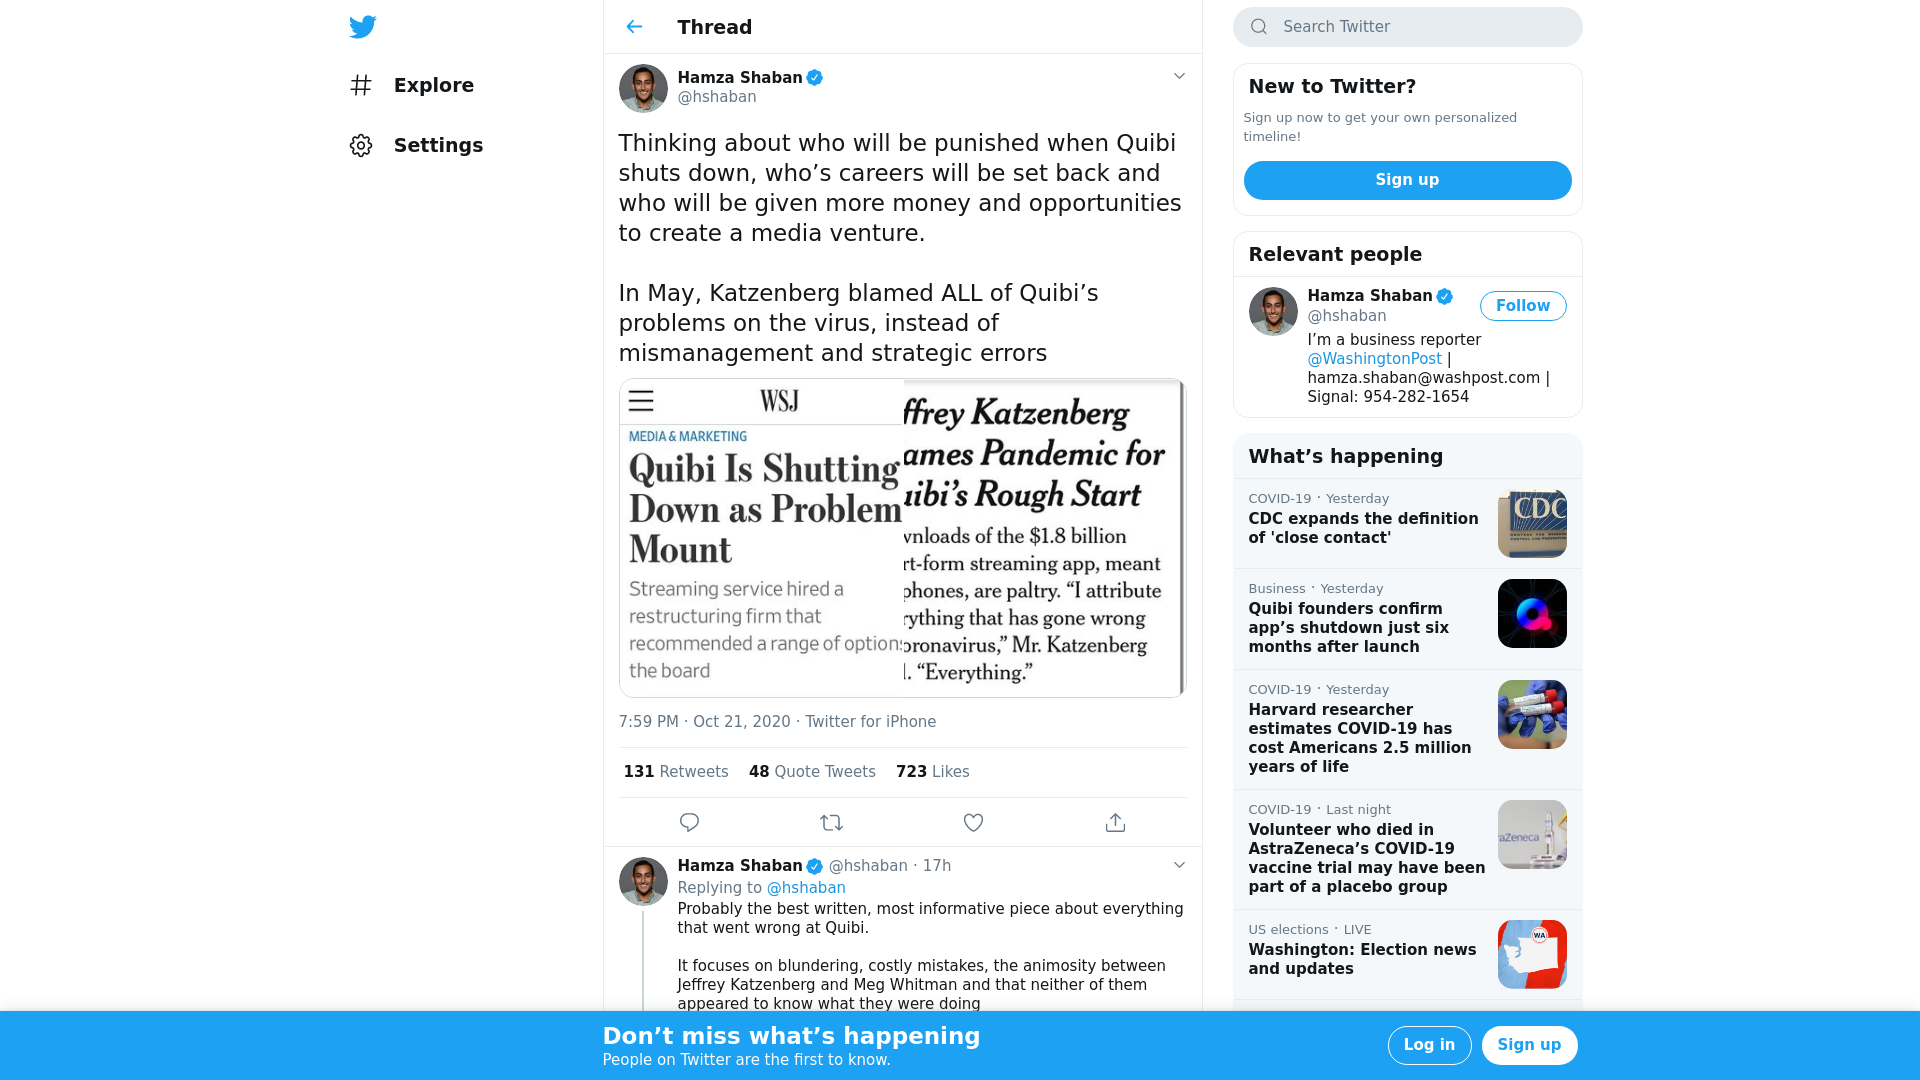 Explore
Settings
Thread
Hamza Shaban
@hshaban
Thinking about who will be punished when Quibi
shuts down, who’s careers will be set back and
who will be given more money and opportunities
to create a media venture.
In May, Katzenberg blamed ALL of Quibi’s
problems on the virus, instead of
mismanagement and strategic errors
WSJ
MEDIA & MARKETING
Quibi Is Shutting
Down as Problem
Mount
Streaming service hired a
restructuring firm that
recommended a range of options
the board
ffrey Katzenberg
ames Pandemic for
uibi’s Rough Start
wnloads of the $1.8 billion
rt-form streaming app, meant
phones, are paltry. “I attribute
rything that has gone wrong
oronavirus,” Mr. Katzenberg
l. “Everything.”
7:59 PM · Oct 21, 2020 · Twitter for iPhone
131 Retweets 48 Quote Tweets 723 Likes
Hamza Shaban @hshaban · 17h
Replying to @hshaban
Probably the best written, most informative piece about everything
that went wrong at Quibi.
It focuses on blundering, costly mistakes, the animosity between
Jeffrey Katzenberg and Meg Whitman and that neither of them
appeared to know what they were doing
Search Twitter
New to Twitter?
Sign up now to get your own personalized
timeline!
Sign up
Relevant people
Hamza Shaban
@hshaban
Follow
I’m a business reporter
@WashingtonPost |
hamza.shaban@washpost.com |
Signal: 954-282-1654
What’s happening
COVID-19 · Yesterday
CDC expands the definition
of 'close contact'
CDC
Business · Yesterday
Quibi founders confirm
app’s shutdown just six
months after launch
COVID-19 · Yesterday
Harvard researcher
estimates COVID-19 has
cost Americans 2.5 million
years of life
COVID-19 · Last night
Volunteer who died in
AstraZeneca’s COVID-19
vaccine trial may have been
part of a placebo group
raZeneca
US elections · LIVE
Washington: Election news
and updates
WA
Don’t miss what’s happening
People on Twitter are the first to know.
Log in
Sign up